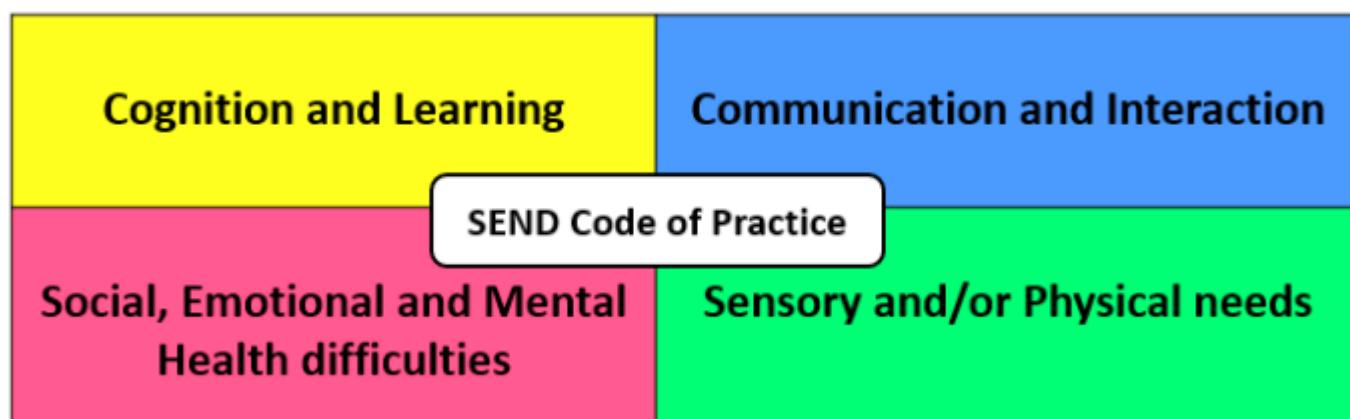 Cognition and Learning
Communication and Interaction
SEND Code of Practice
Social, Emotional and Mental
Health difficulties
Sensory and/or Physical needs